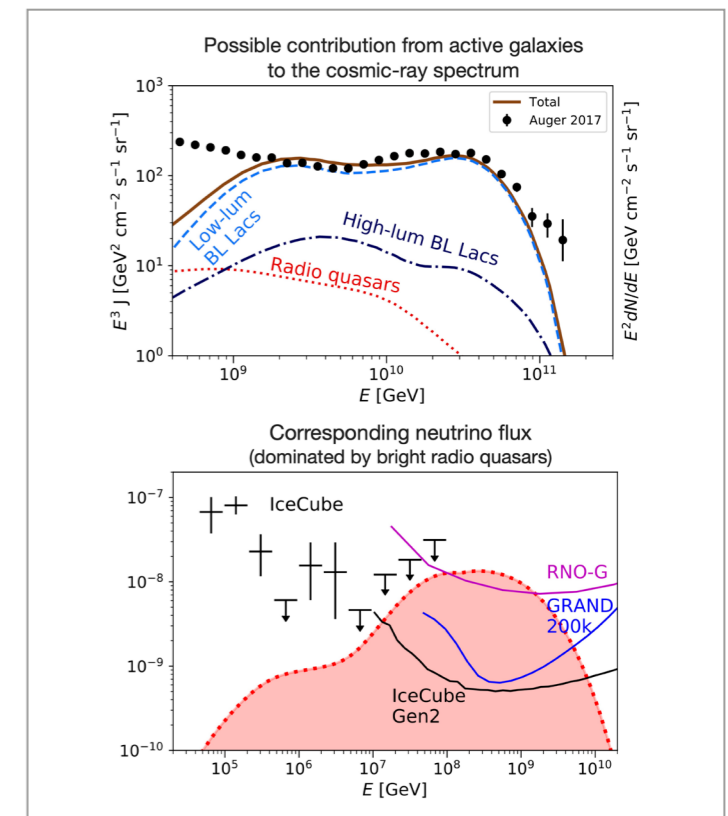 Possible contribution from active galaxies
to the cosmic-ray spectrum
10³
10²
10¹
10⁰
E³ J [GeV² cm⁻² s⁻¹ sr⁻¹]
Total
Auger 2017
Low-lum
BL Lacs
High-lum BL Lacs
Radio quasars
10⁹
10¹⁰
10¹¹
E [GeV]
E²dN/dE [GeV cm⁻² s⁻¹ sr⁻¹]
Corresponding neutrino flux
(dominated by bright radio quasars)
10⁻⁷
10⁻⁸
10⁻⁹
10⁻¹⁰
IceCube
RNO-G
GRAND
200k
IceCube
Gen2
10⁵
10⁶
10⁷
10⁸
10⁹
10¹⁰
E [GeV]